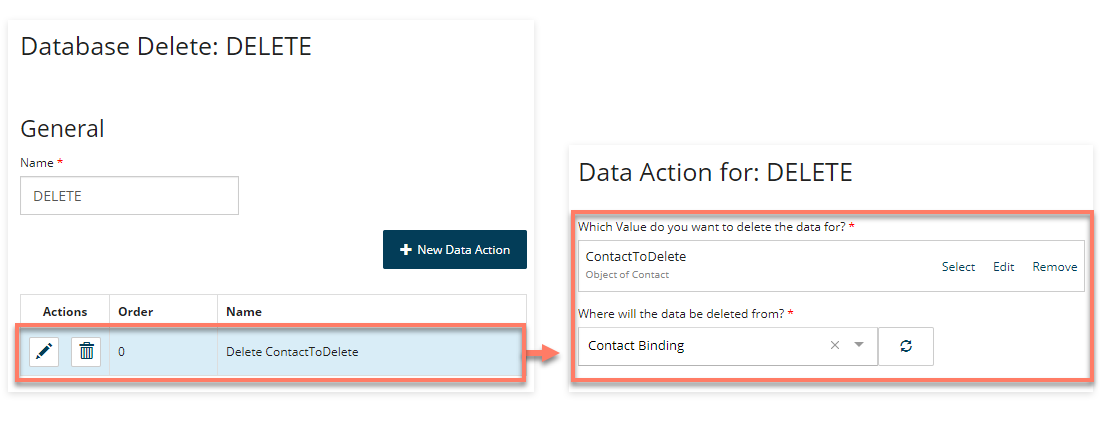 Database Delete: DELETE
General
Name *
DELETE
New Data Action
Actions Order Name
0 Delete ContactToDelete
Data Action for: DELETE
Which Value do you want to delete the data for? *
ContactToDelete
Object of Contact
Select Edit Remove
Where will the data be deleted from? *
Contact Binding